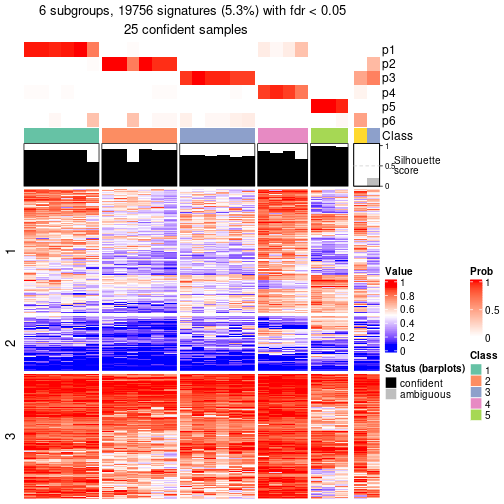 6 subgroups, 19756 signatures (5.3%) with fdr < 0.05
25 confident samples
p1
p2
p3
p4
p5
p6
Class
1
0.5
0
Silhouette
score
1
2
3
Value
1
0.8
0.6
0.4
0.2
0
Status (barplots)
confident
ambiguous
Prob
1
0.5
0
Class
1
2
3
4
5